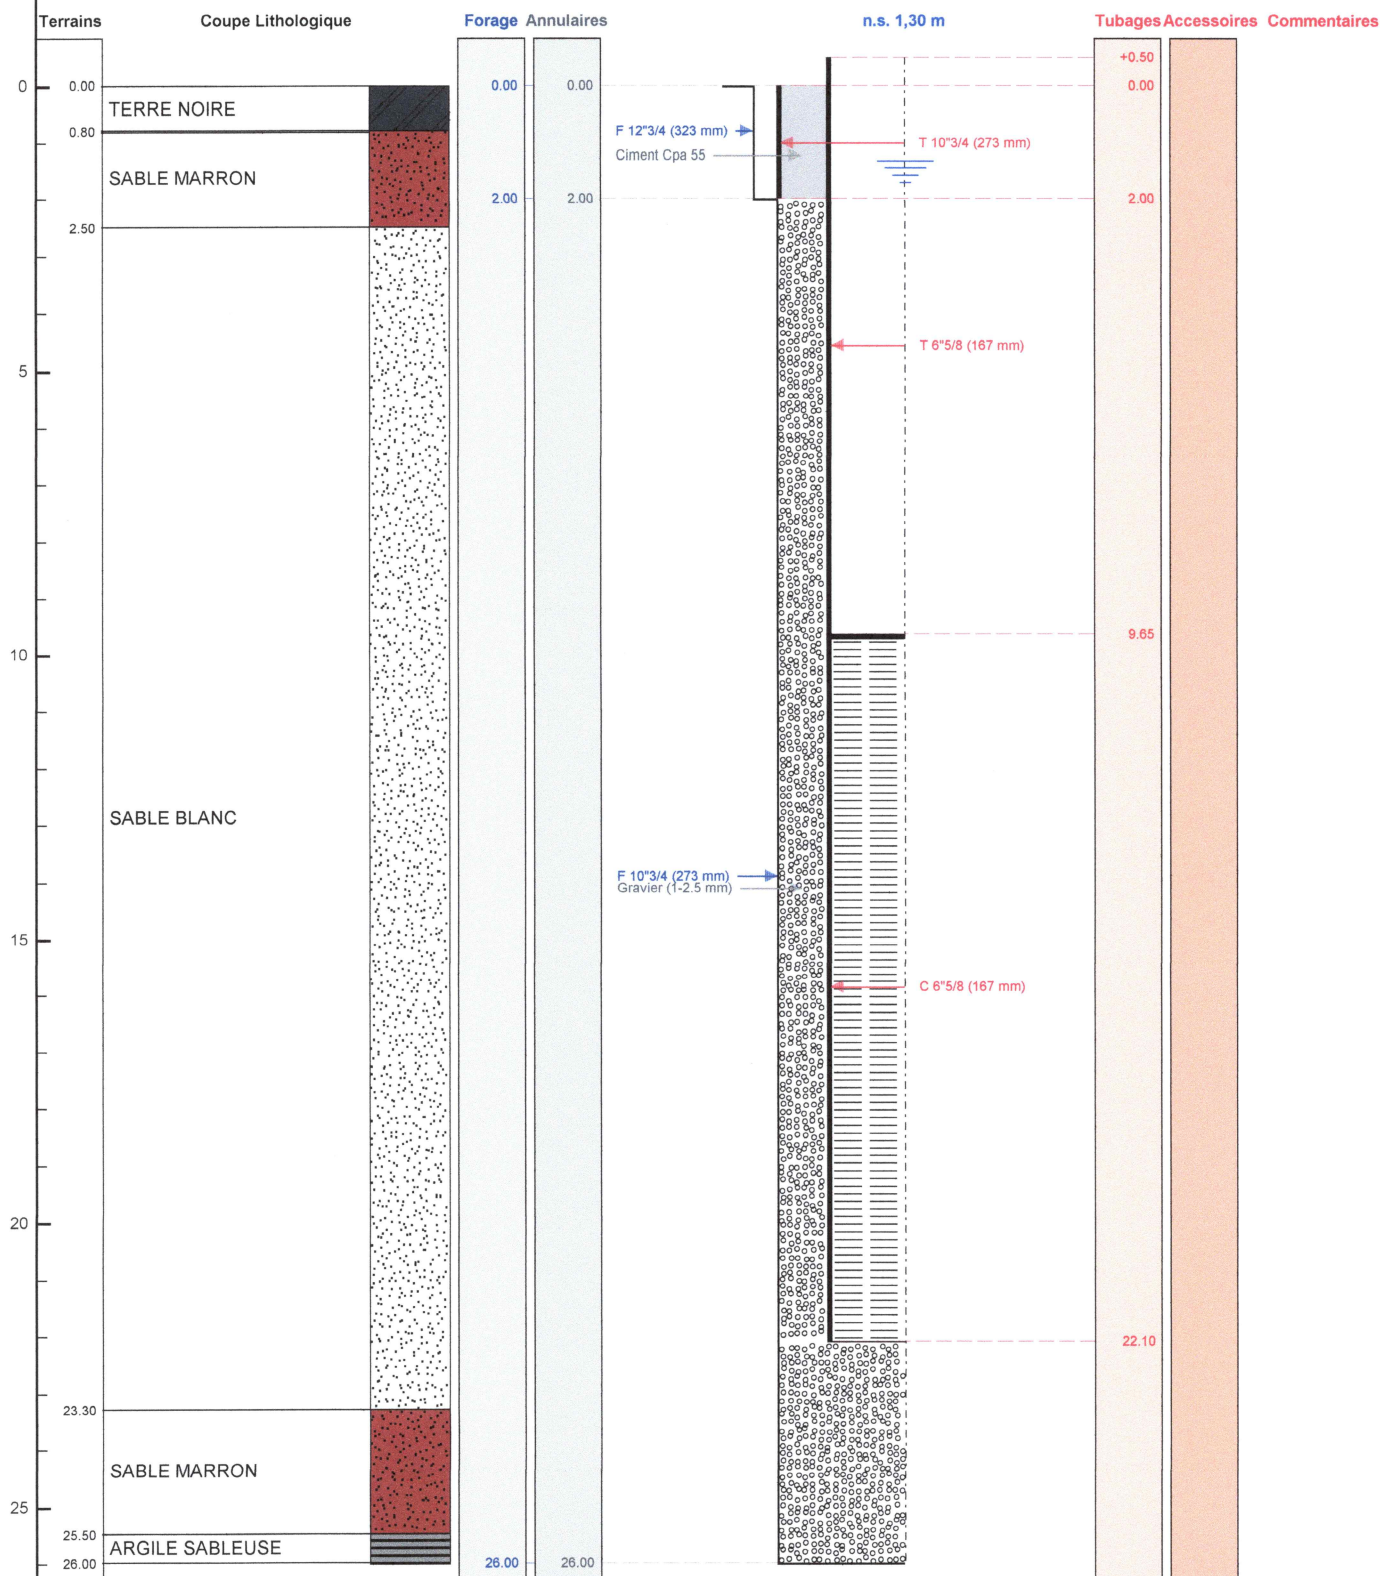 Terrains Coupe Lithologique Forage Annulaires n.s. 1,30 m Tubages Accessoires Commentaires
+0.50
0 0.00 0.00 0.00 0.00
TERRE NOIRE
F 12"3/4 (323 mm)
0.80
T 10"3/4 (273 mm)
Ciment Cpa 55
SABLE MARRON
2.00 2.00 2.00
2.50
T 6"5/8 (167 mm)
5
9.65
10
SABLE BLANC
F 10"3/4 (273 mm)
Gravier (1-2.5 mm)
15
C 6"5/8 (167 mm)
20
22.10
23.30
SABLE MARRON
25
25.50
ARGILE SABLEUSE
26.00 26.00 26.00